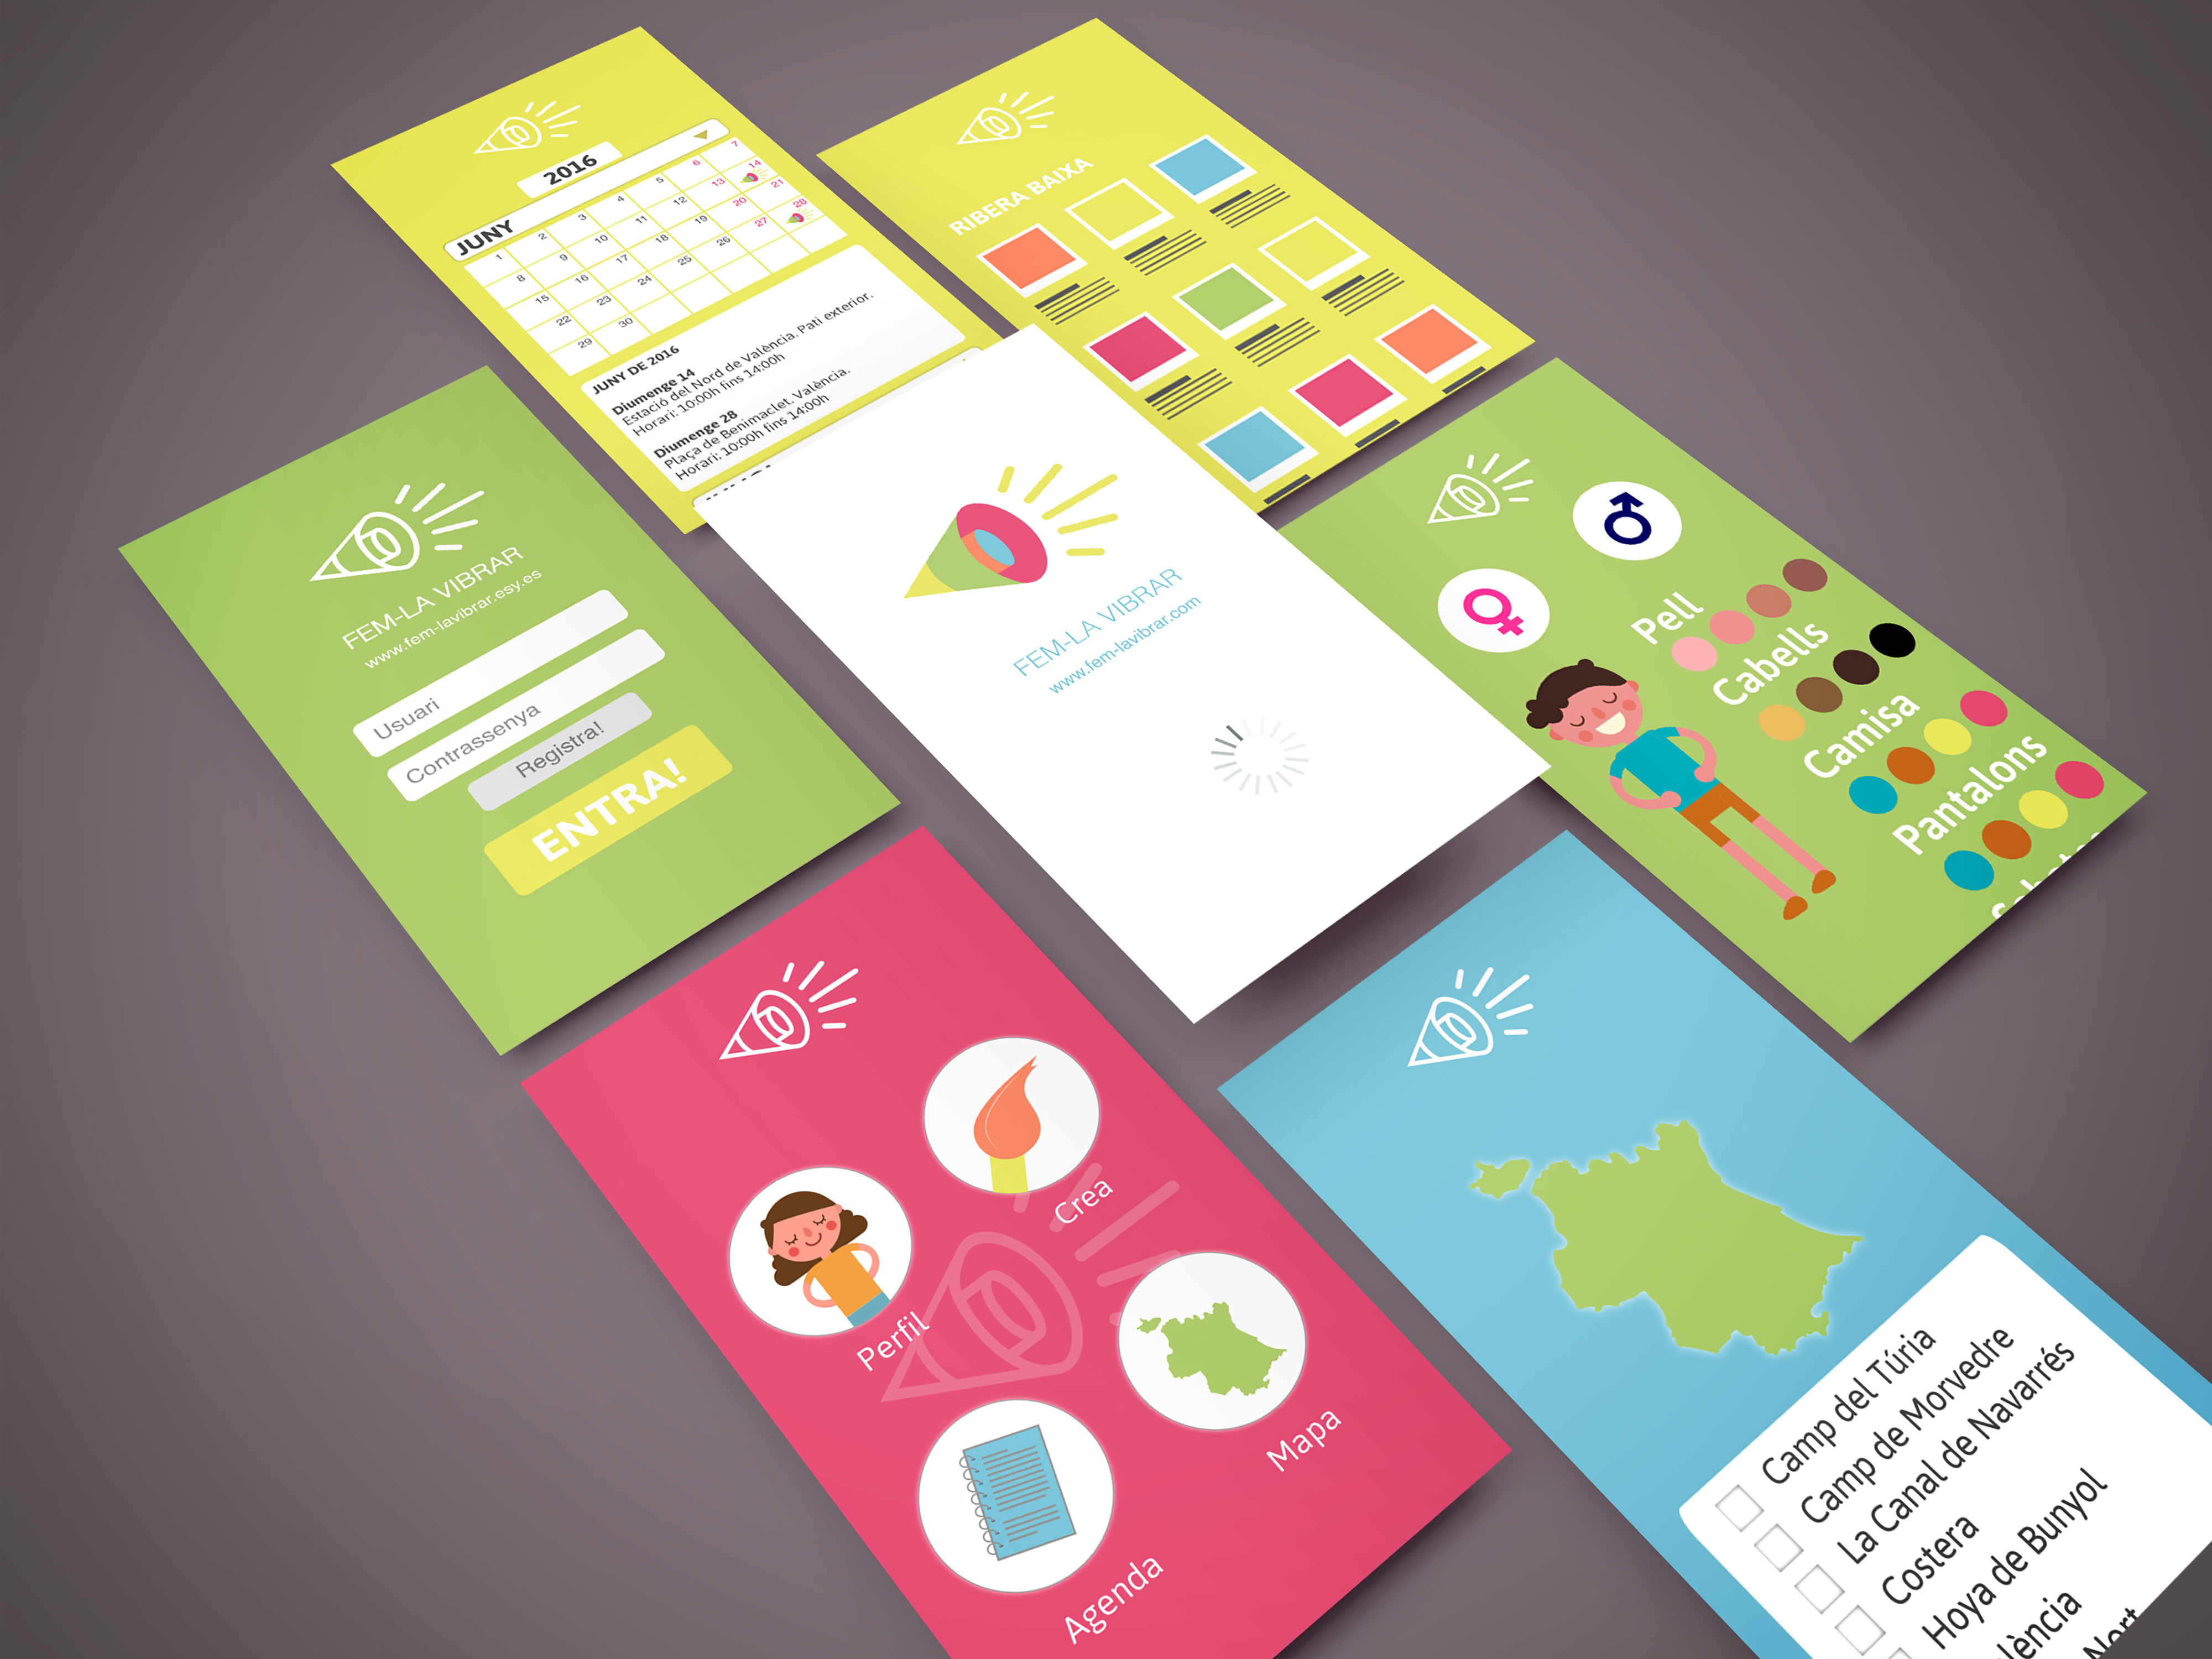 2016
JUNY
1 2 3 4 5 6 7
8 9 10 11 12 13 14
15 16 17 18 19 20 21
22 23 24 25 26 27 28
29 30
JUNY DE 2016
Diumenge 14
Estació del Nord de València. Pati exterior.
Horari: 10:00h fins 14:00h
Diumenge 28
Plaça de Benimaclet. València.
Horari: 10:00h fins 14:00h
RIBERA BAIXA
FEM-LA VIBRAR
www.fem-lavibrar.esy.es
Usuari
Contrassenya
Registra!
ENTRA!
FEM-LA VIBRAR
www.fem-lavibrar.com
Pell
Cabells
Camisa
Pantalons
Crea
Perfil
Mapa
Agenda
Camp del Túria
Camp de Morvedre
La Canal de Navarrés
Costera
Hoya de Bunyol
lència
Nort